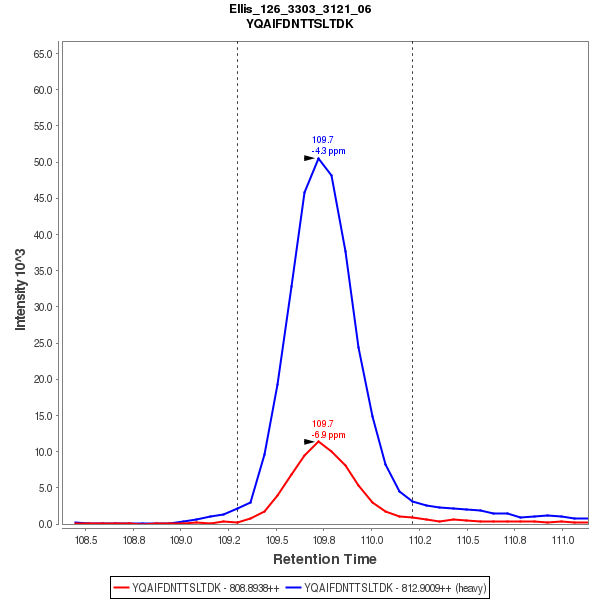 Ellis_126_3303_3121_06
YQAIFDNTTSLTDK
Intensity 10^3
65.0
60.0
55.0
50.0
45.0
40.0
35.0
30.0
25.0
20.0
15.0
10.0
5.0
0.0
109.7
-4.3 ppm
109.7
-6.9 ppm
108.5 108.8 109.0 109.2 109.5 109.8 110.0 110.2 110.5 110.8 111.0
Retention Time
YQAIFDNTTSLTDK - 808.8938++ YQAIFDNTTSLTDK - 812.9009++ (heavy)